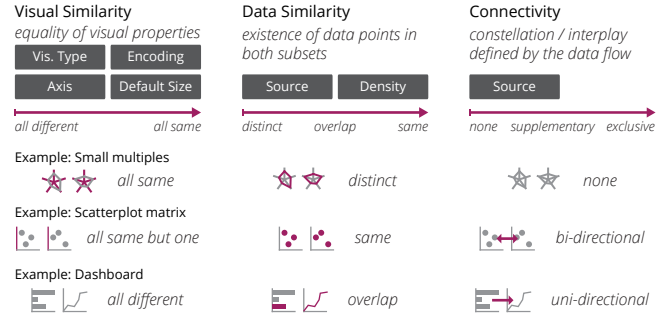 Visual Similarity
equality of visual properties
Vis. Type
Encoding
Axis
Default Size
all different
all same
Data Similarity
existence of data points in
both subsets
Source
Density
distinct
overlap
same
Connectivity
constellation / interplay
defined by the data flow
Source
none
supplementary
exclusive
Example: Small multiples
all same
distinct
none
Example: Scatterplot matrix
all same but one
same
bi-directional
Example: Dashboard
all different
overlap
uni-directional